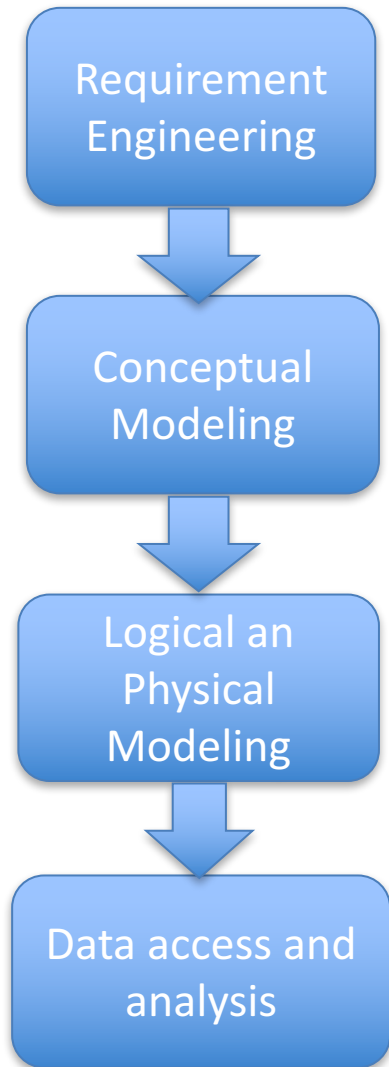 Requirement
Engineering
Conceptual
Modeling
Logical an
Physical
Modeling
Data access and
analysis